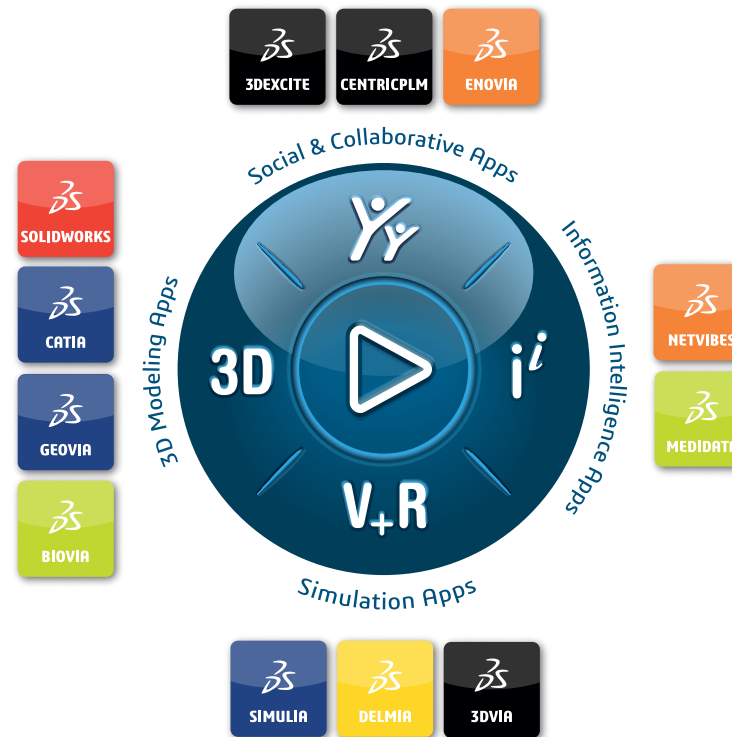 3DEXCITE
CENTRICPLM
ENOVIA
Social & Collaborative Apps
SOLIDWORKS
CATIA
GEOVIA
BIOVIA
3D Modeling Apps
3D
i i
V+R
Information Intelligence Apps
NETVIBES
MEDIDATA
Simulation Apps
SIMULIA
DELMIA
3DVIA